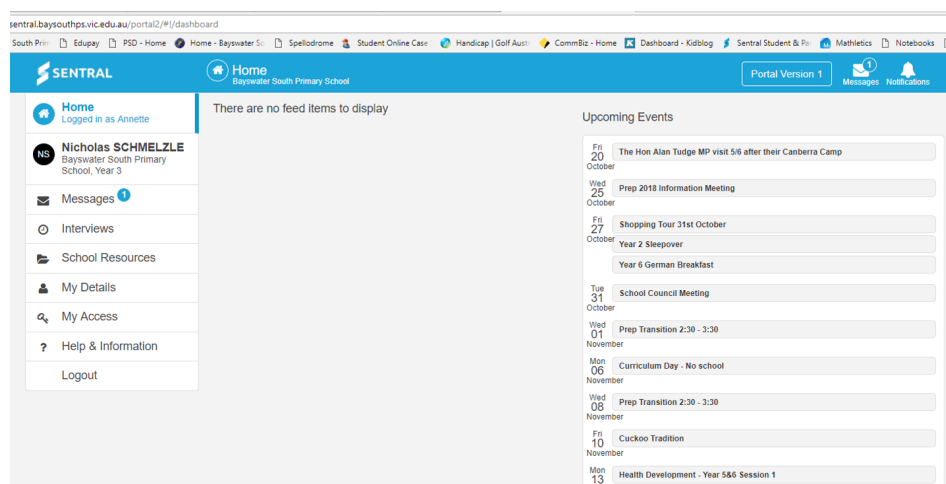 sentral.baysouthps.vic.edu.au/portal2/#!/dashboard
South Prim Edupay PSD - Home Home - Bayswater So Spellodrome Student Online Case Handicap | Golf Austr CommBiz - Home Dashboard - Kidblog Sentral Student & Par Mathletics Notebooks
SENTRAL
Home
Bayswater South Primary School
Portal Version 1
1
Messages
Notifications
Home
Logged in as Annette
NS
Nicholas SCHMELZLE
Bayswater South Primary
School, Year 3
Messages 1
Interviews
School Resources
My Details
My Access
? Help & Information
Logout
There are no feed items to display
Upcoming Events
Fri
20
October
The Hon Alan Tudge MP visit 5/6 after their Canberra Camp
Wed
25
October
Prep 2018 Information Meeting
Fri
27
October
Shopping Tour 31st October
Year 2 Sleepover
Year 6 German Breakfast
Tue
31
October
School Council Meeting
Wed
01
November
Prep Transition 2:30 - 3:30
Mon
06
November
Curriculum Day - No school
Wed
08
November
Prep Transition 2:30 - 3:30
Fri
10
November
Cuckoo Tradition
Mon
13
Health Development - Year 5&6 Session 1